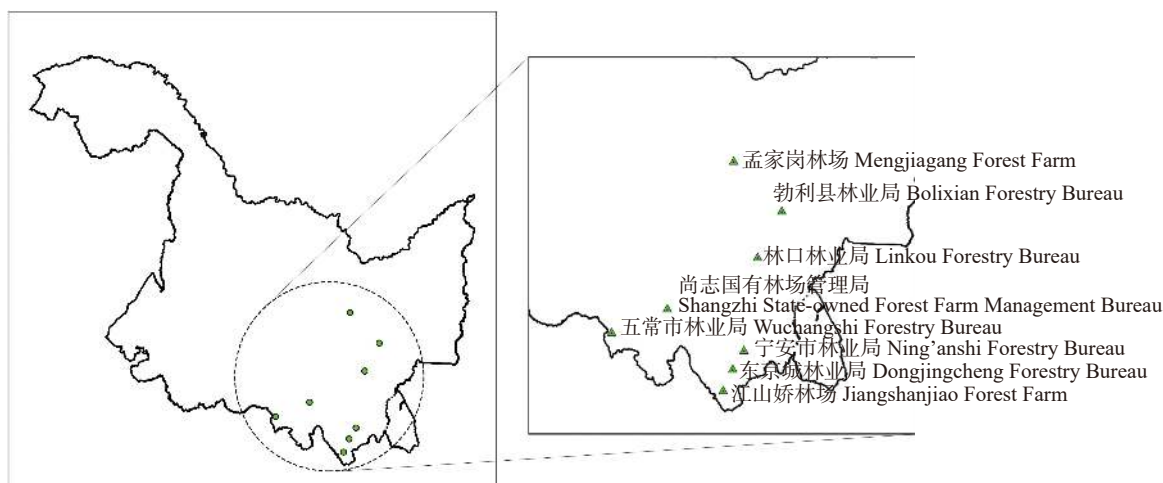 孟家岗林场 Mengjiagang Forest Farm
勃利县林业局 Bolixian Forestry Bureau
林口林业局 Linkou Forestry Bureau
尚志国有林场管理局
Shangzhi State-owned Forest Farm Management Bureau
五常市林业局 Wuchangshi Forestry Bureau
宁安市林业局 Ning’anshi Forestry Bureau
东京城林业局 Dongjingcheng Forestry Bureau
江山娇林场 Jiangshanjiao Forest Farm